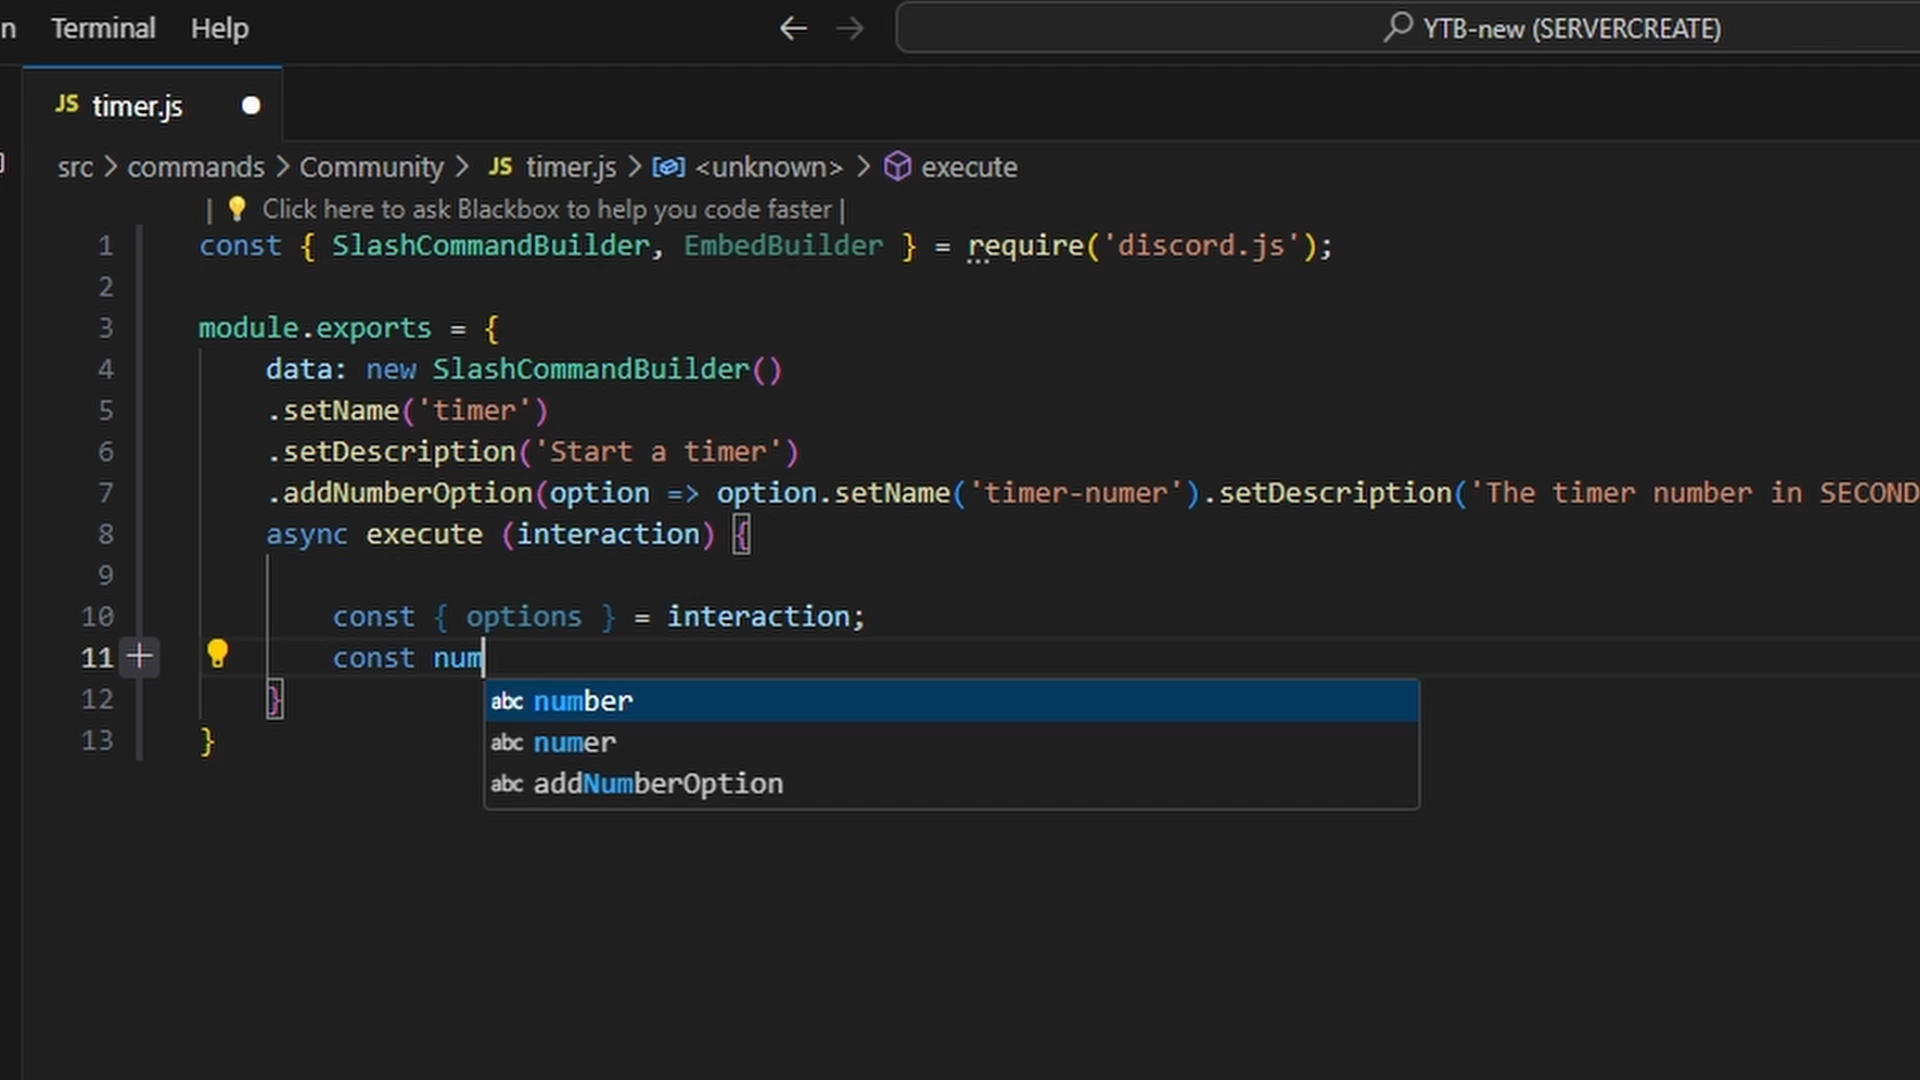 Terminal Help YTB-new (SERVERCREATE)
JS timer.js
src > commands > Community > JS timer.js > <unknown> > execute
| Click here to ask Blackbox to help you code faster |
1 const { SlashCommandBuilder, EmbedBuilder } = require('discord.js');
2
3 module.exports = {
4 data: new SlashCommandBuilder()
5 .setName('timer')
6 .setDescription('Start a timer')
7 .addNumberOption(option => option.setName('timer-numer').setDescription('The timer number in SECOND
8 async execute (interaction) {
9
10 const { options } = interaction;
11 const num
abc number
12 }
abc numer
13 }
abc addNumberOption